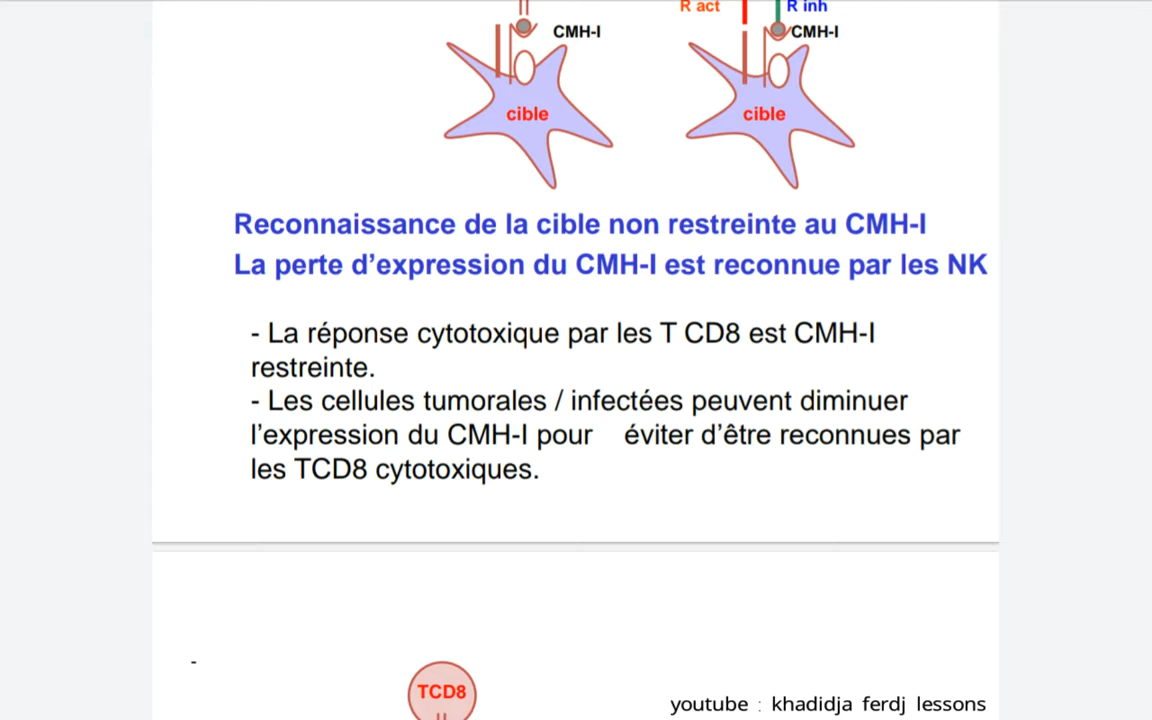 R act R inh
CMH-I CMH-I
cible cible
Reconnaissance de la cible non restreinte au CMH-I
La perte d’expression du CMH-I est reconnue par les NK
- La réponse cytotoxique par les T CD8 est CMH-I
restreinte.
- Les cellules tumorales / infectées peuvent diminuer
l’expression du CMH-I pour éviter d’être reconnues par
les TCD8 cytotoxiques.
-
TCD8
youtube : khadidja ferdj lessons